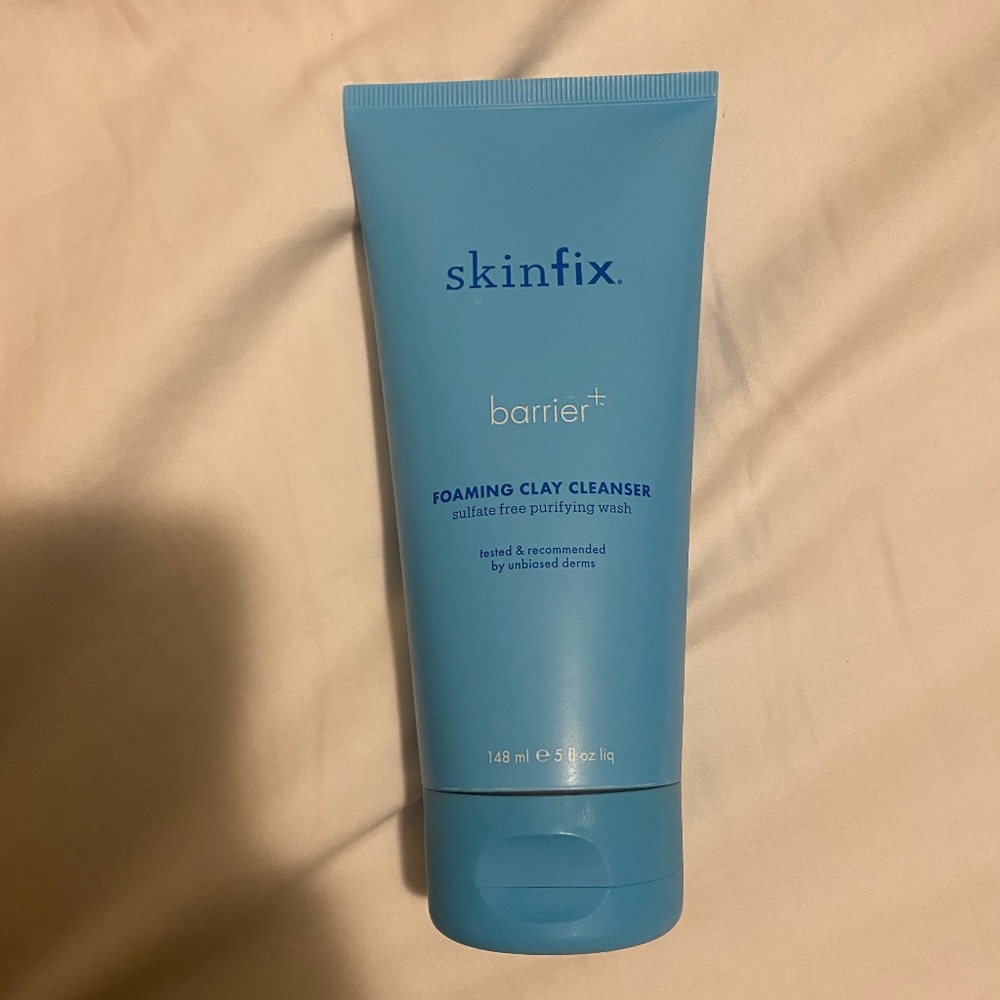 skinfix®
barrier+
FOAMING CLAY CLEANSER
sulfate free purifying wash
tested & recommended
by unbiased derms
148 ml ℮ 5 fl oz liq